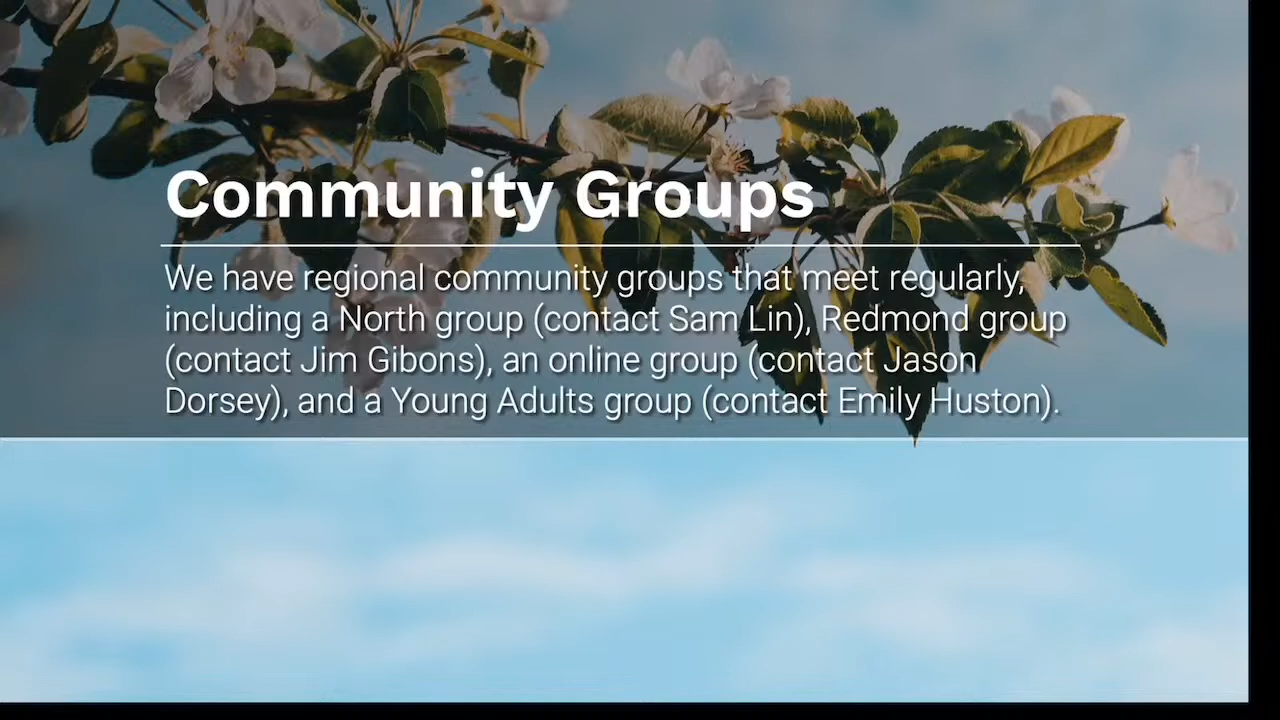 Community Groups
We have regional community groups that meet regularly,
including a North group (contact Sam Lin), Redmond group
(contact Jim Gibons), an online group (contact Jason
Dorsey), and a Young Adults group (contact Emily Huston).